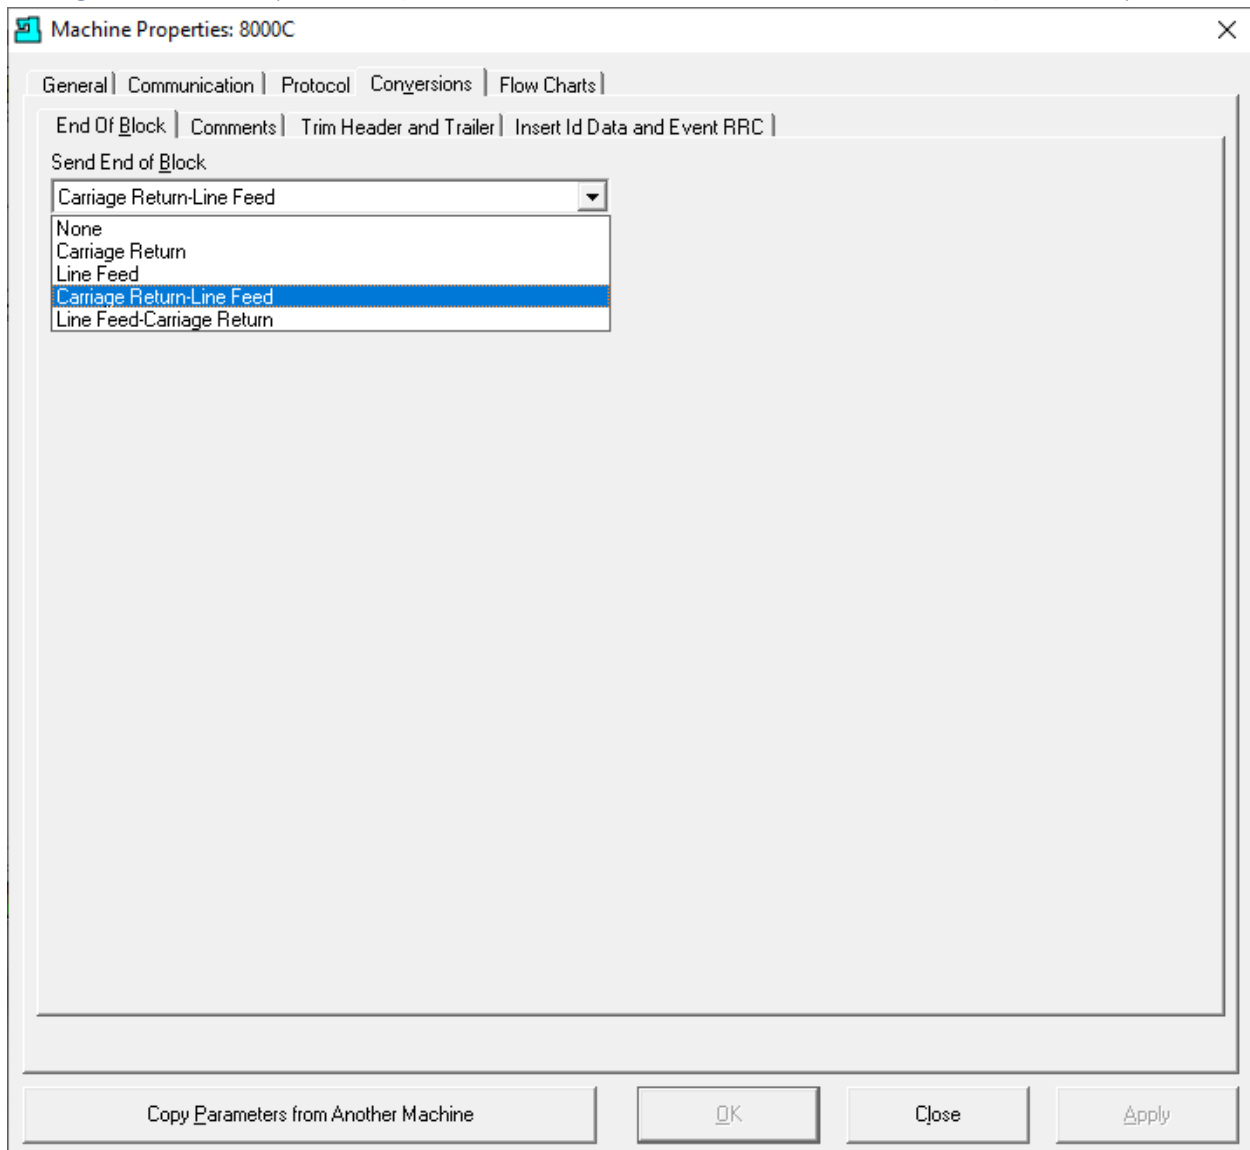 Machine Properties: 8000C
General Communication Protocol Conversions Flow Charts
End Of Block Comments Trim Header and Trailer Insert Id Data and Event RRC
Send End of Block
Carriage Return-Line Feed
None
Carriage Return
Line Feed
Carriage Return-Line Feed
Line Feed-Carriage Return
Copy Parameters from Another Machine OK Close Apply